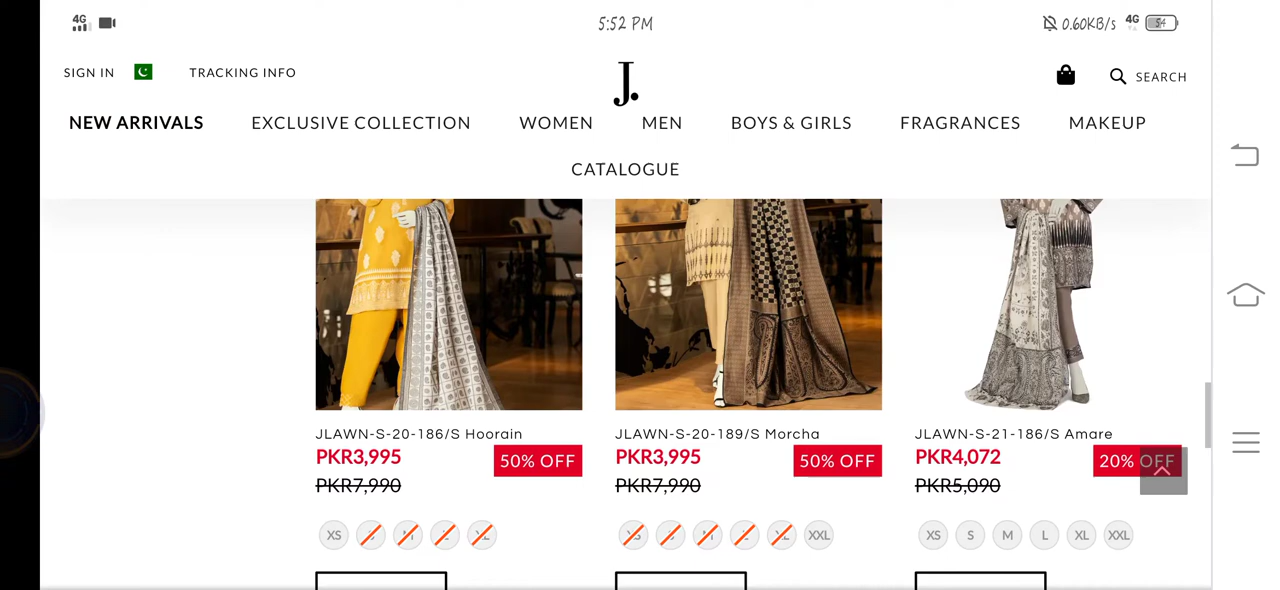 4G
5:52 PM
0.60KB/s 4G 54
SIGN IN
TRACKING INFO
J.
SEARCH
NEW ARRIVALS
EXCLUSIVE COLLECTION
WOMEN
MEN
BOYS & GIRLS
FRAGRANCES
MAKEUP
CATALOGUE
JLAWN-S-20-186/S Hoorain
PKR3,995
50% OFF
PKR7,990
XS
JLAWN-S-20-189/S Morcha
PKR3,995
50% OFF
PKR7,990
XXL
JLAWN-S-21-186/S Amare
PKR4,072
20% OFF
PKR5,090
XS S M L XL XXL